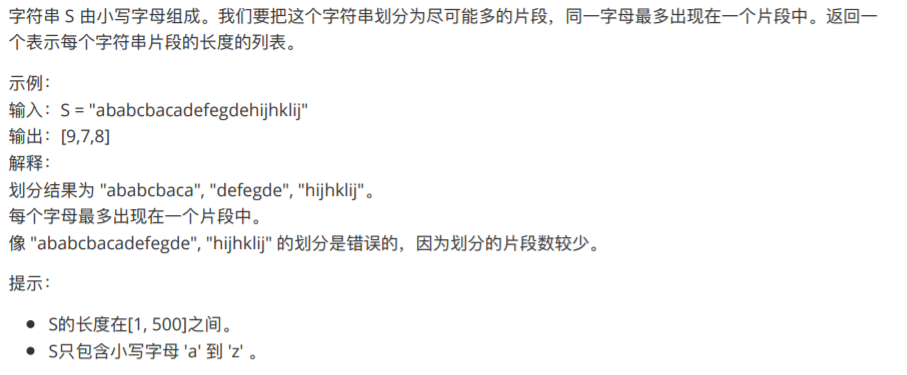 字符串 S 由小写字母组成。我们要把这个字符串划分为尽可能多的片段，同一字母最多出现在一个片段中。返回一
个表示每个字符串片段的长度的列表。
示例：
输入：S = "ababcbacadefegdehijhklij"
输出：[9,7,8]
解释：
划分结果为 "ababcbaca", "defegde", "hijhklij"。
每个字母最多出现在一个片段中。
像 "ababcbacadefegde", "hijhklij" 的划分是错误的，因为划分的片段数较少。
提示：
● S的长度在[1, 500]之间。
● S只包含小写字母 'a' 到 'z' 。